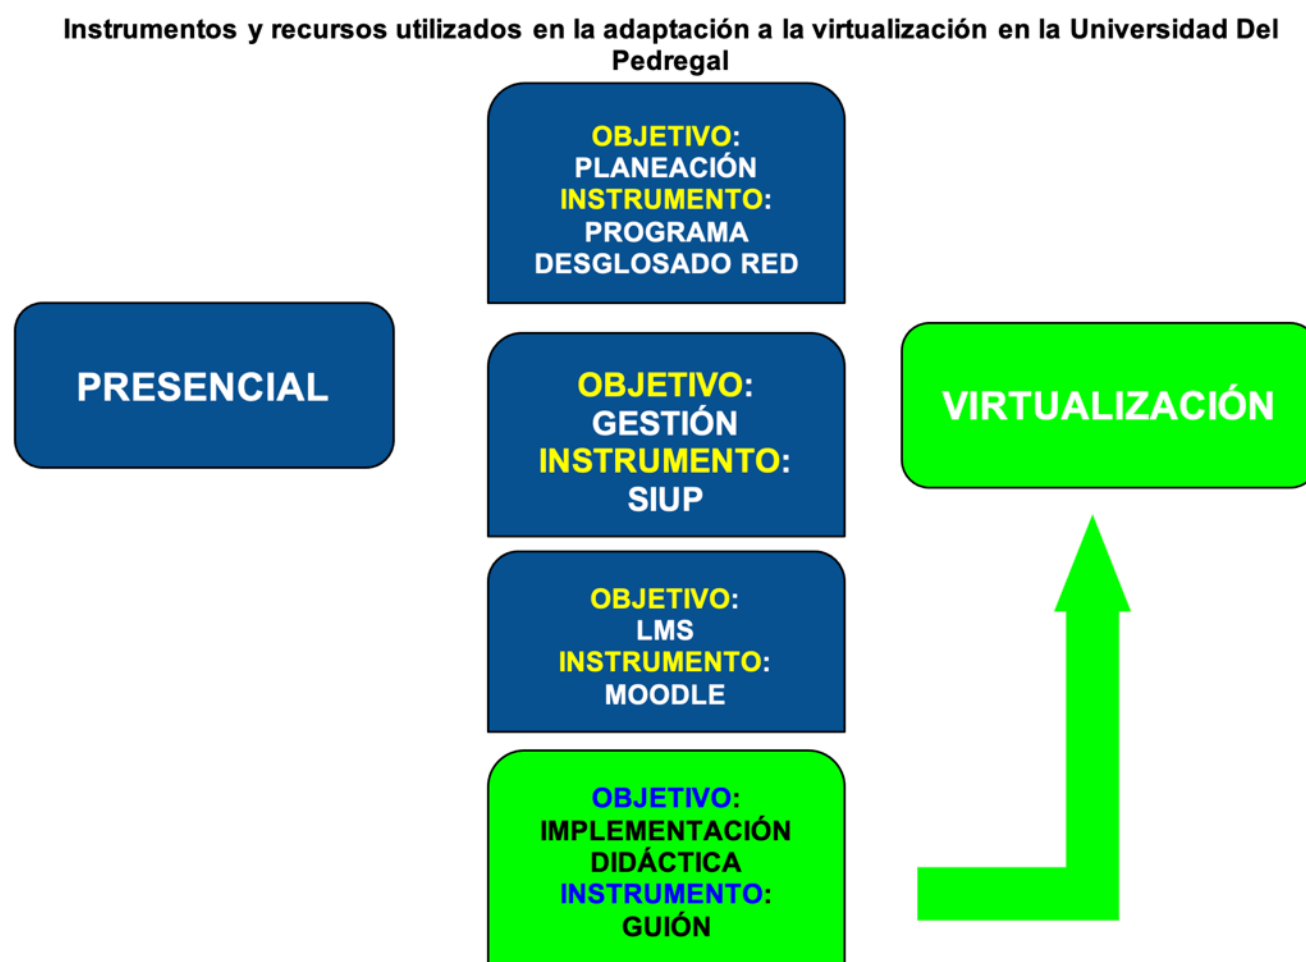 Instrumentos y recursos utilizados en la adaptación a la virtualización en la Universidad Del
Pedregal
OBJETIVO:
PLANEACIÓN
INSTRUMENTO:
PROGRAMA
DESGLOSADO RED
PRESENCIAL
OBJETIVO:
GESTIÓN
INSTRUMENTO:
SIUP
VIRTUALIZACIÓN
OBJETIVO:
LMS
INSTRUMENTO:
MOODLE
OBJETIVO:
IMPLEMENTACIÓN
DIDÁCTICA
INSTRUMENTO:
GUIÓN